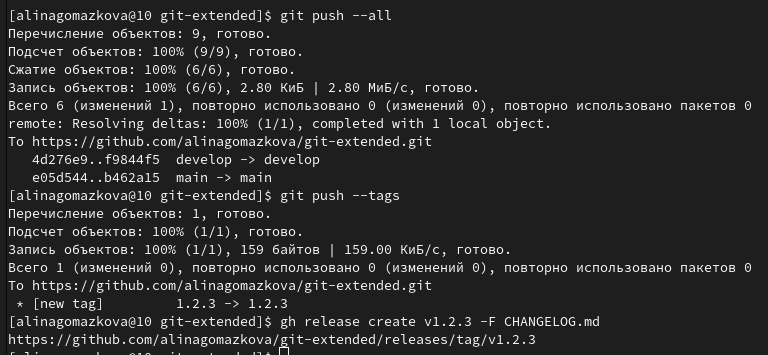 [alinagomazkova@10 git-extended]$ git push --all
Перечисление объектов: 9, готово.
Подсчет объектов: 100% (9/9), готово.
Сжатие объектов: 100% (6/6), готово.
Запись объектов: 100% (6/6), 2.80 КиБ | 2.80 МиБ/с, готово.
Всего 6 (изменений 1), повторно использовано 0 (изменений 0), повторно использовано пакетов 0
remote: Resolving deltas: 100% (1/1), completed with 1 local object.
To https://github.com/alinagomazkova/git-extended.git
   4d276e9..f9844f5  develop -> develop
   e05d544..b462a15  main -> main
[alinagomazkova@10 git-extended]$ git push --tags
Перечисление объектов: 1, готово.
Подсчет объектов: 100% (1/1), готово.
Запись объектов: 100% (1/1), 159 байтов | 159.00 КиБ/с, готово.
Всего 1 (изменений 0), повторно использовано 0 (изменений 0), повторно использовано пакетов 0
To https://github.com/alinagomazkova/git-extended.git
 * [new tag]         1.2.3 -> 1.2.3
[alinagomazkova@10 git-extended]$ gh release create v1.2.3 -F CHANGELOG.md
https://github.com/alinagomazkova/git-extended/releases/tag/v1.2.3
[alinagomazkova@10 git-extended]$